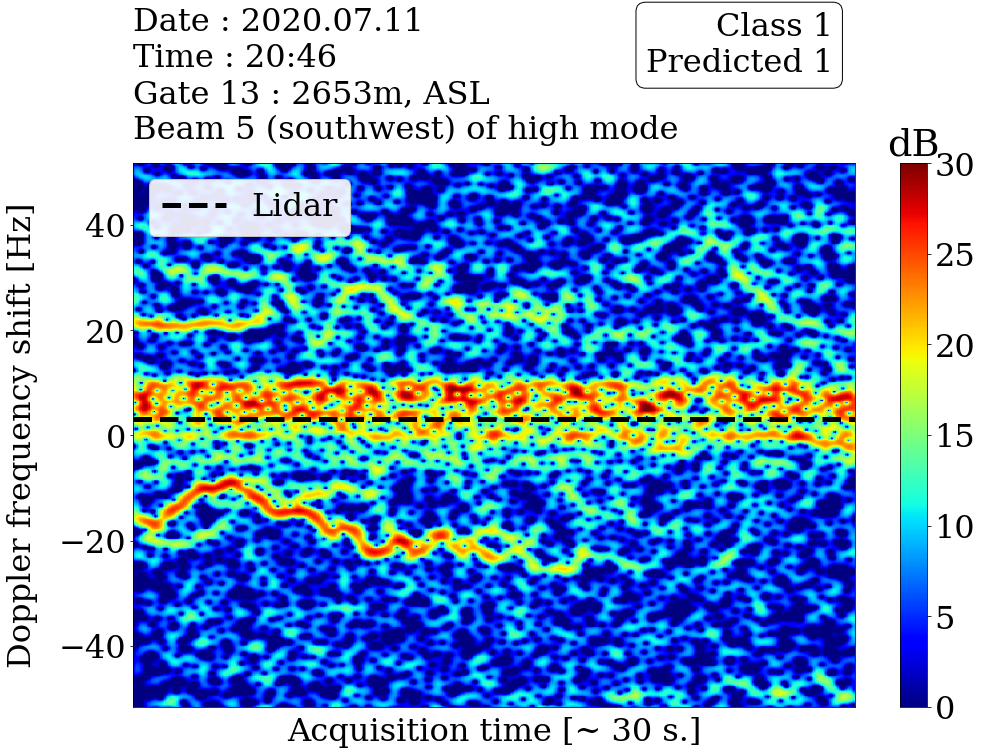 Date : 2020.07.11
Time : 20:46
Gate 13 : 2653m, ASL
Beam 5 (southwest) of high mode
Class 1
Predicted 1
dB
Lidar
Doppler frequency shift [Hz]
40
20
0
−20
−40
30
25
20
15
10
5
0
Acquisition time [~ 30 s.]